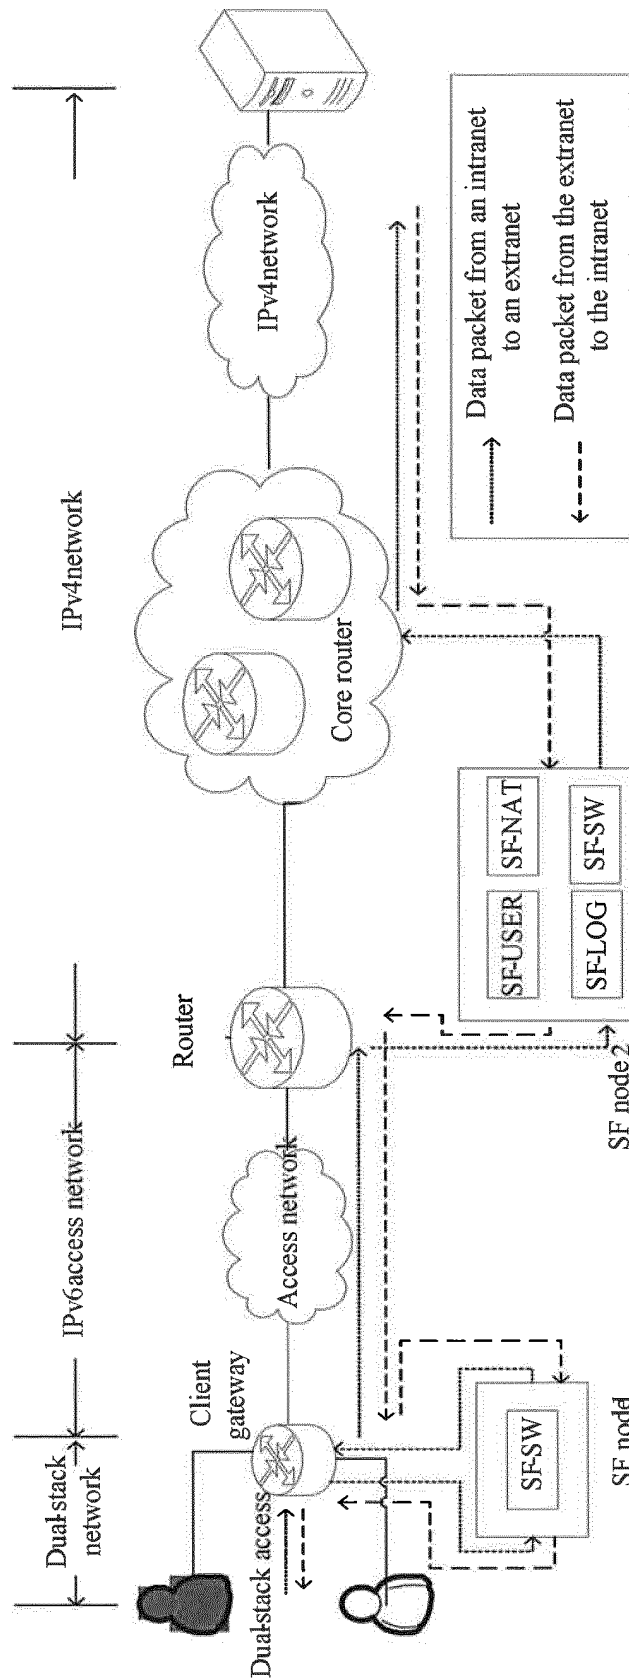 Dual-stack
network
IPv6access network
IPv4network
Client
gateway
Router
Dual-stack access
Access network
Core router
IPv4network
SF-SW
SF node
SF-USER
SF-NAT
SF-LOG
SF-SW
SF node 2
Data packet from an intranet
to an extranet
Data packet from the extranet
to the intranet